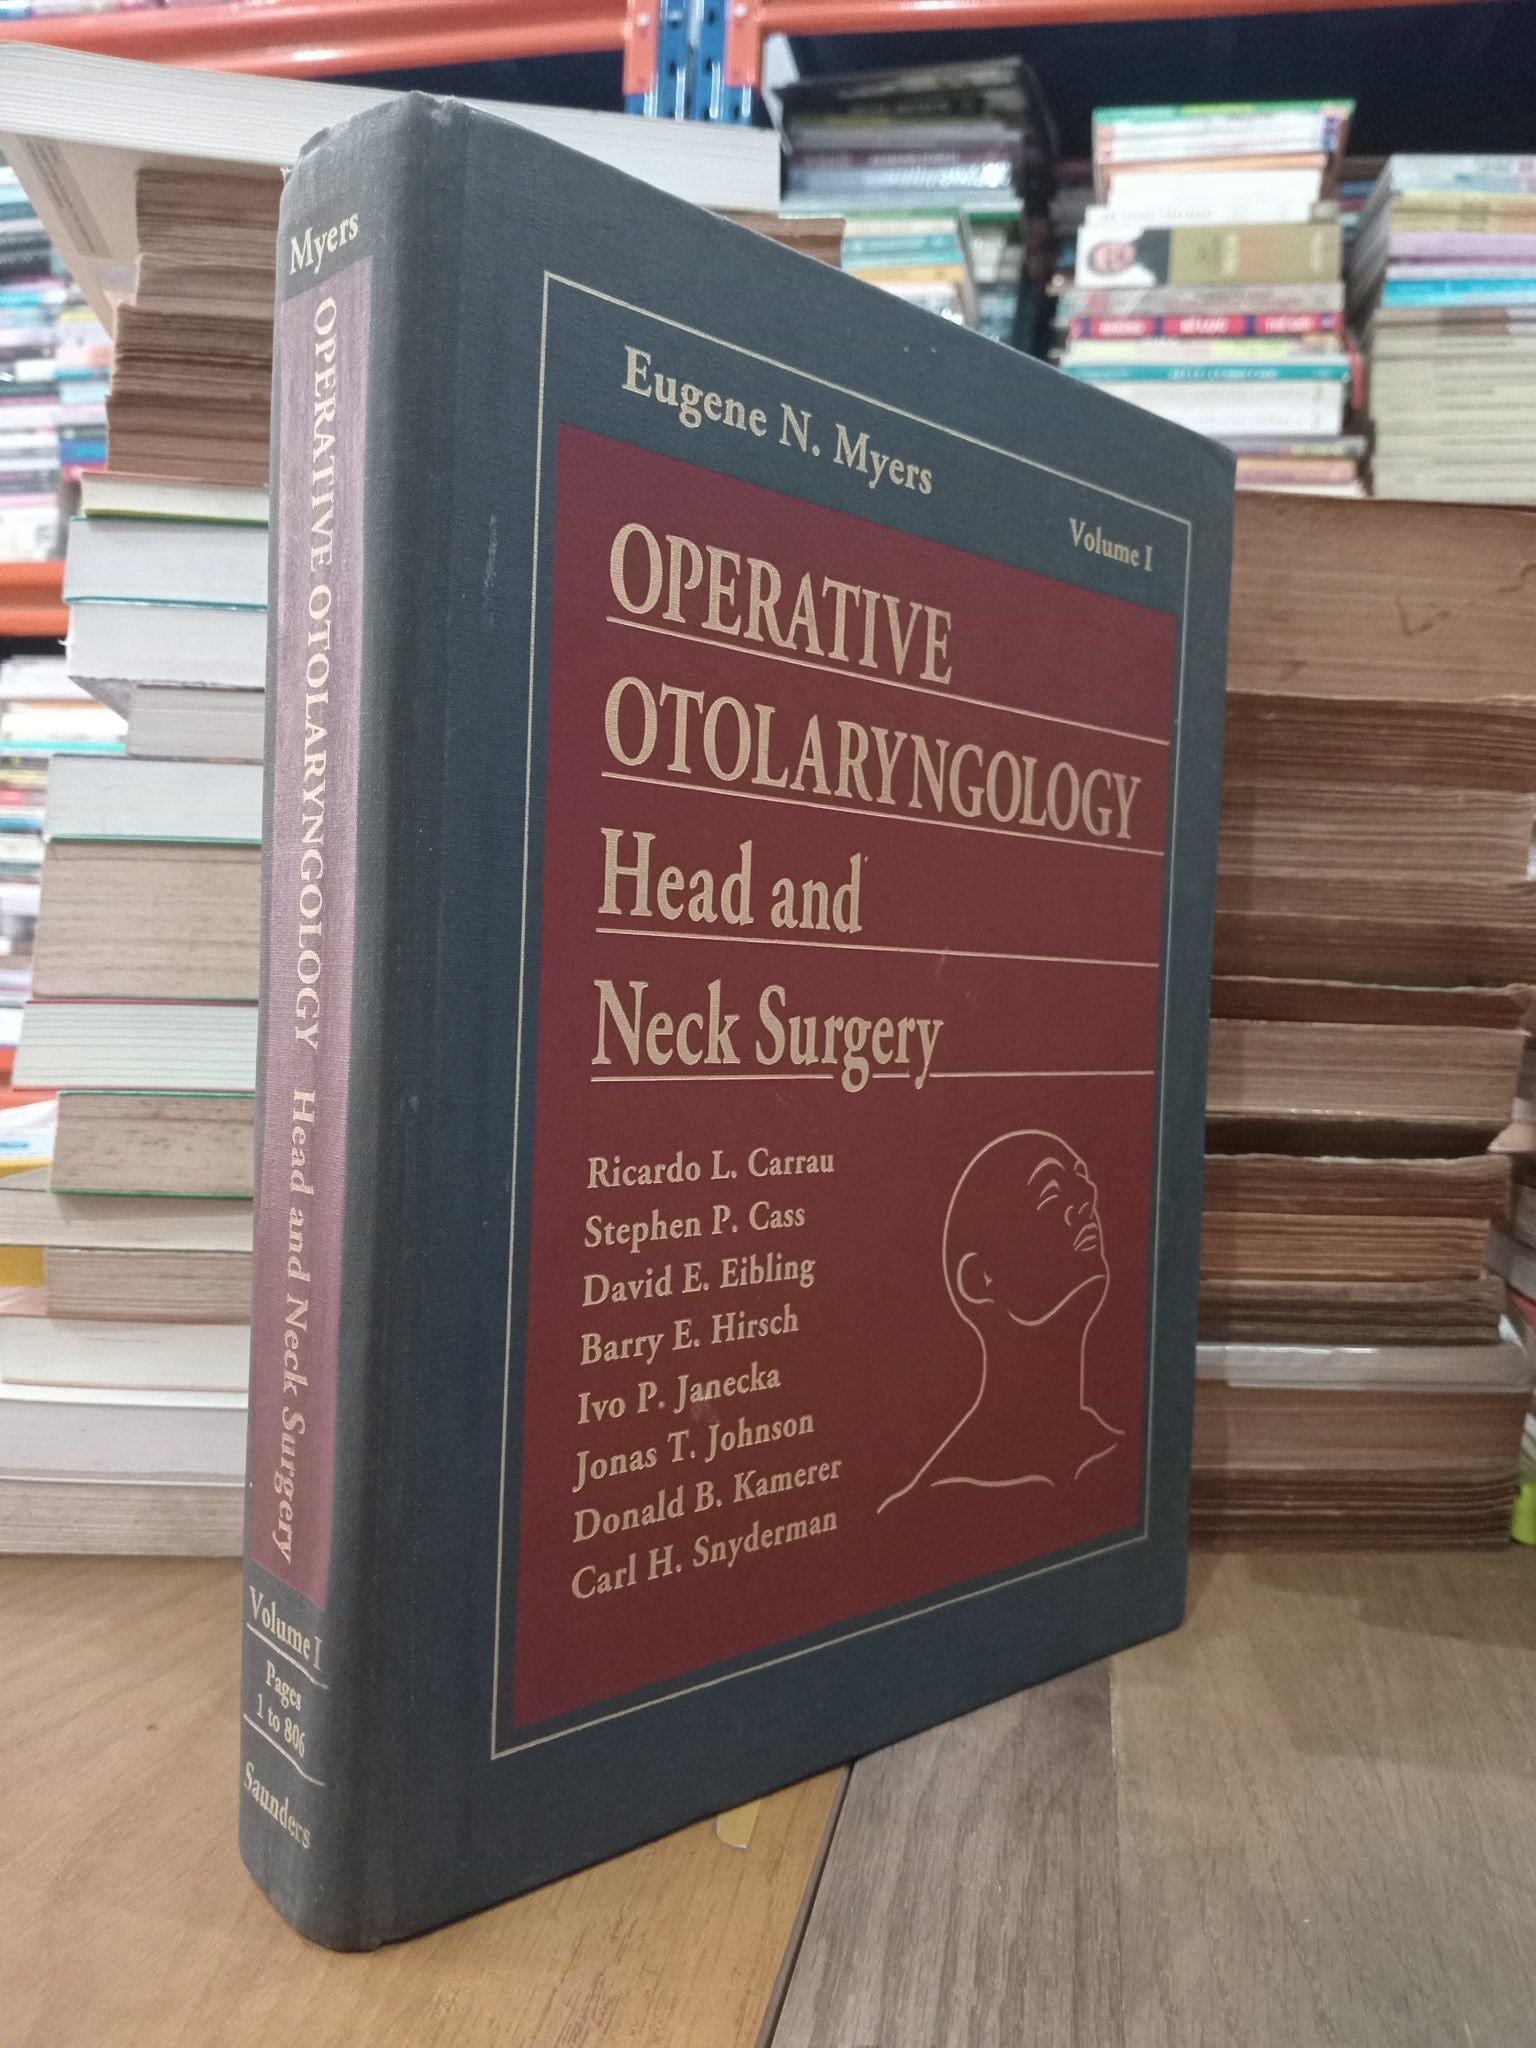 Myers
OPERATIVE OTOLARYNGOLOGY Head and Neck Surgery
Volume I
Pages
1 to 806
Saunders
Eugene N. Myers
Volume I
OPERATIVE
OTOLARYNGOLOGY
Head and
Neck Surgery
Ricardo L. Carrau
Stephen P. Cass
David E. Eibling
Barry E. Hirsch
Ivo P. Janecka
Jonas T. Johnson
Donald B. Kamerer
Carl H. Snyderman